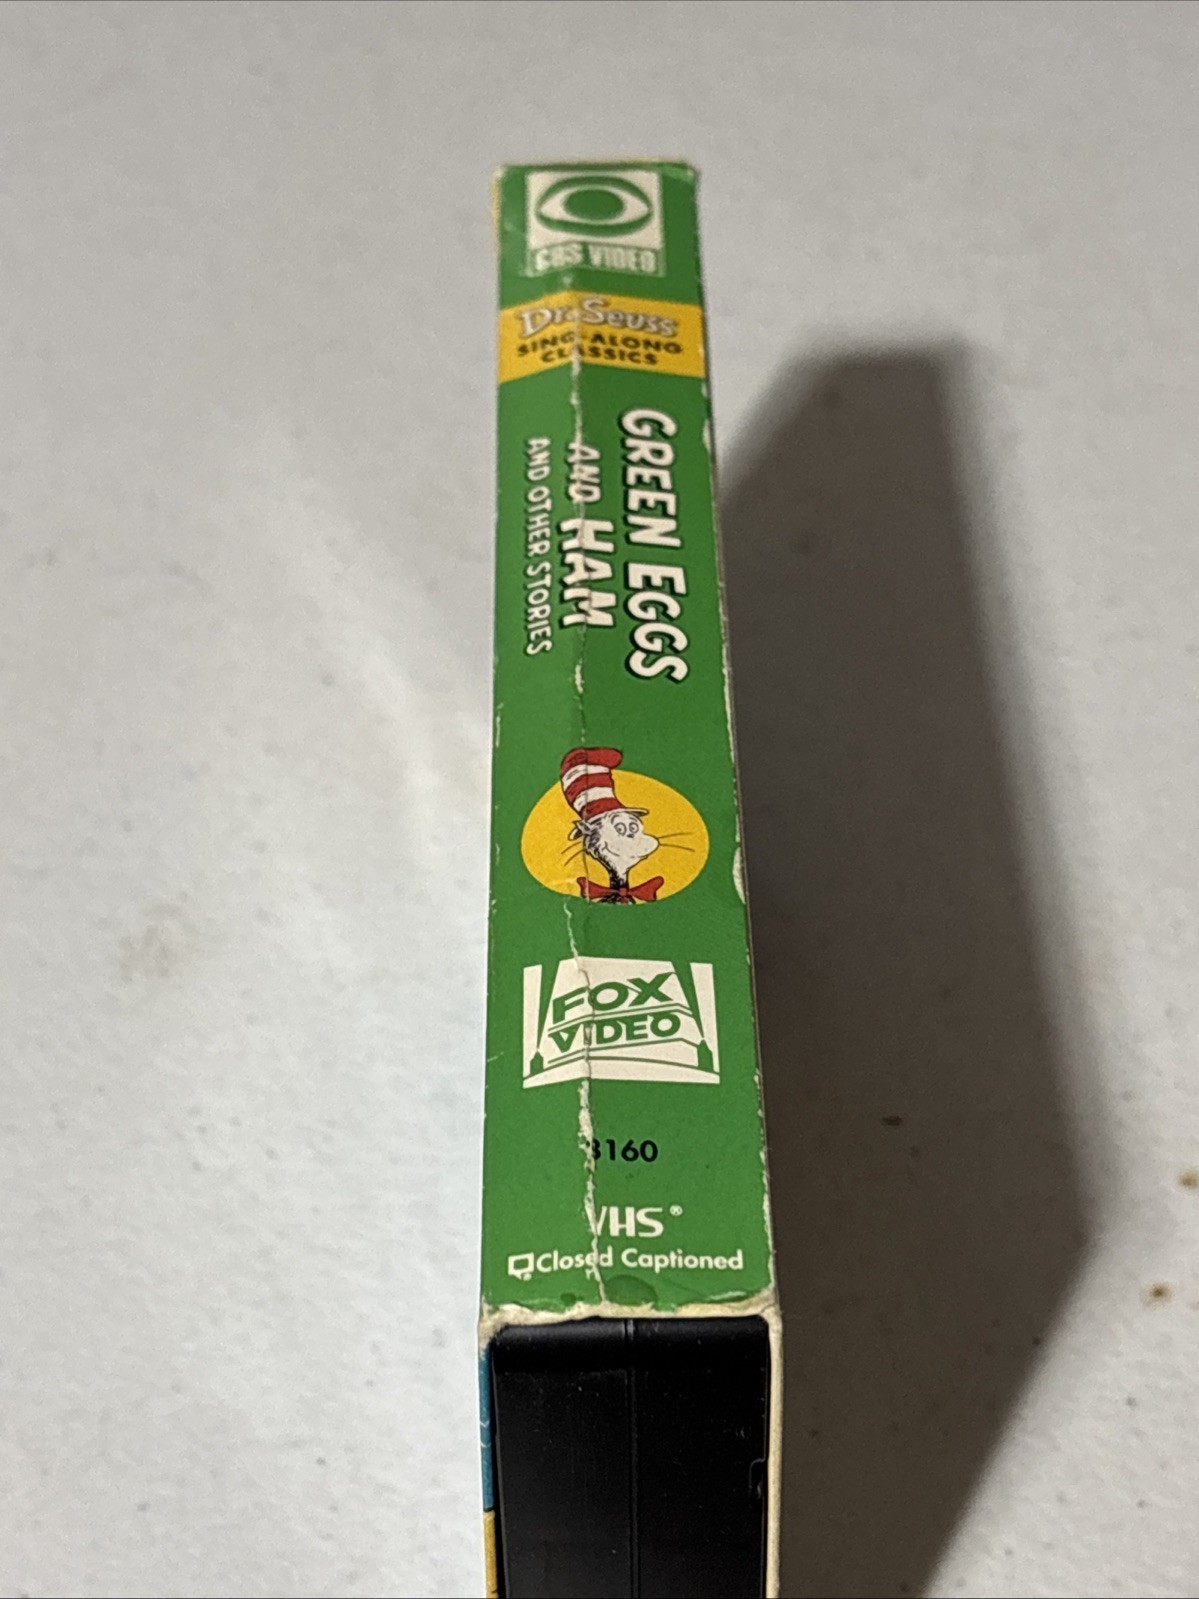 CBS VIDEO
Dr. Seuss
SING-ALONG
CLASSICS
GREEN EGGS
AND HAM
AND OTHER STORIES
FOX
VIDEO
8160
VHS®
Closed Captioned